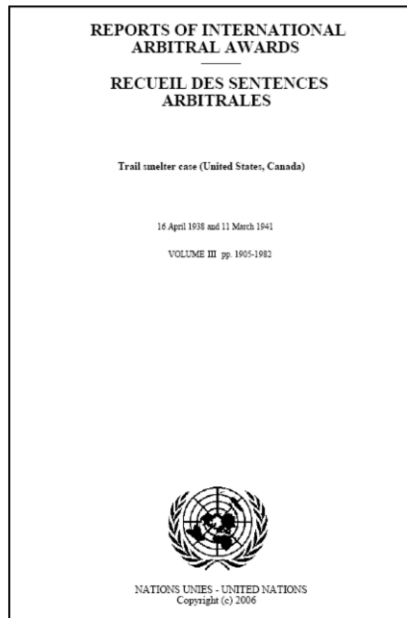 REPORTS OF INTERNATIONAL
ARBITRAL AWARDS
RECUEIL DES SENTENCES
ARBITRALES
Trail smelter case (United States, Canada)
16 April 1938 and 11 March 1941
VOLUME III pp. 1905-1982
NATIONS UNIES - UNITED NATIONS
Copyright (c) 2006